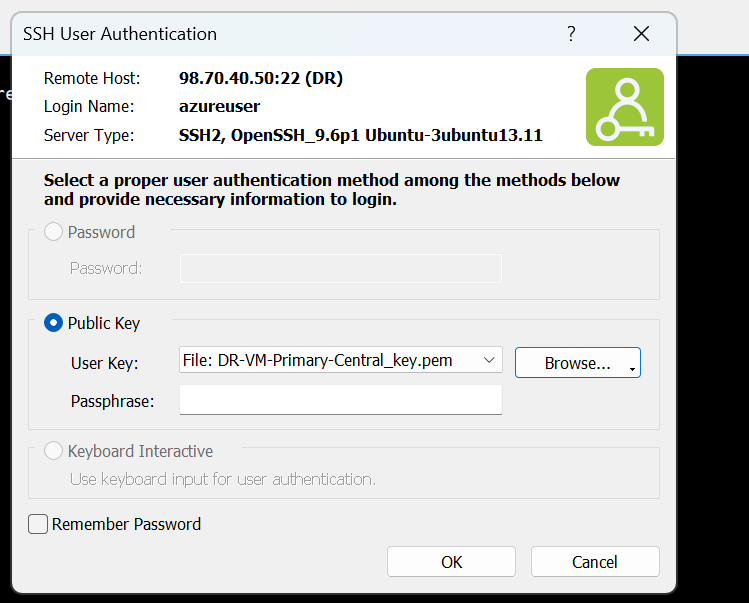 SSH User Authentication
?
Remote Host: 98.70.40.50:22 (DR)
Login Name: azureuser
Server Type: SSH2, OpenSSH_9.6p1 Ubuntu-3ubuntu13.11
Select a proper user authentication method among the methods below
and provide necessary information to login.
Password
Password:
Public Key
User Key: File: DR-VM-Primary-Central_key.pem Browse...
Passphrase:
Keyboard Interactive
Use keyboard input for user authentication.
Remember Password
OK Cancel